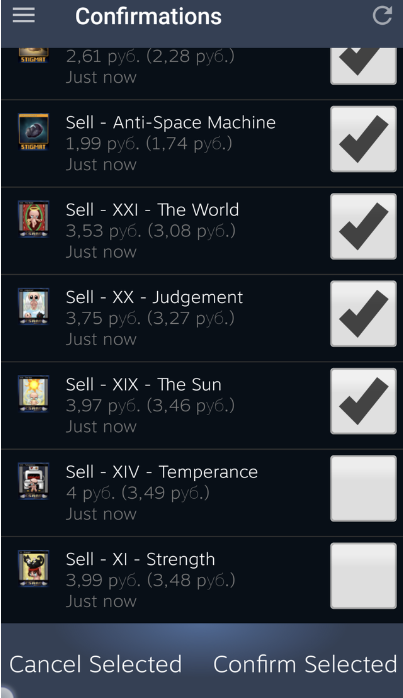 Confirmations
2,61 руб. (2,28 руб.)
Just now
STIGMAT
Sell - Anti-Space Machine
1,99 руб. (1,74 руб.)
Just now
STIGMAT
Sell - XXI - The World
3,53 руб. (3,08 руб.)
Just now
Sell - XX - Judgement
3,75 руб. (3,27 руб.)
Just now
Sell - XIX - The Sun
3,97 руб. (3,46 руб.)
Just now
Sell - XIV - Temperance
4 руб. (3,49 руб.)
Just now
Sell - XI - Strength
3,99 руб. (3,48 руб.)
Just now
Cancel Selected
Confirm Selected